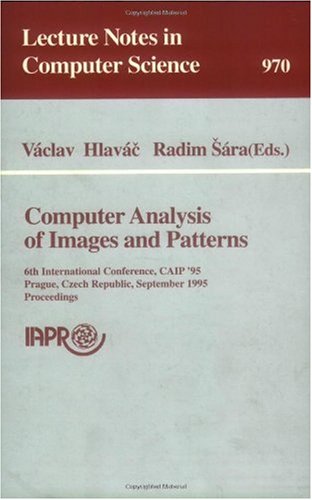 Lecture Notes in
Computer Science 970
Václav Hlaváč Radim Šára(Eds.)
Computer Analysis
of Images and Patterns
6th International Conference, CAIP '95
Prague, Czech Republic, September 1995
Proceedings
IAPR